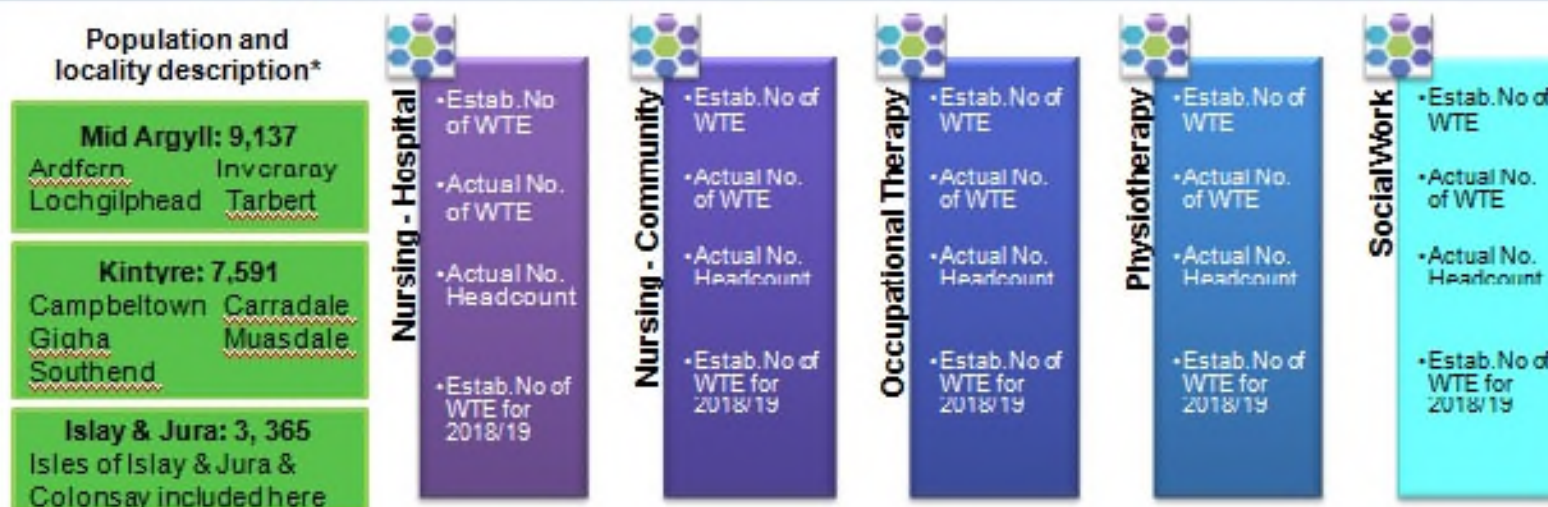 Population and
locality description*
Mid Argyll: 9,137
Ardfern Inveraray
Lochgilphead Tarbert
Kintyre: 7,591
Campbeltown Carradale
Gigha Muasdale
Southend
Islay & Jura: 3, 365
Isles of Islay & Jura &
Colonsay included here
Nursing - Hospital
•Estab.No
of WTE
•Actual No.
of WTE
•Actual No.
Headcount
•Estab.No of
WTE for
2018/19
Nursing - Community
•Estab.No of
WTE
•Actual No.
of WTE
•Actual No.
Headcount
•Estab.No of
WTE for
2018/19
Occupational Therapy
•Estab.No of
WTE
•Actual No.
of WTE
•Actual No.
Headcount
•Estab.No of
WTE for
2018/19
Physiotherapy
•Estab.No of
WTE
•Actual No.
of WTE
•Actual No.
Headcount
•Estab.No of
WTE for
2018/19
Social Work
•Estab.No of
WTE
•Actual No.
of WTE
•Actual No.
Headcount
•Estab.No of
WTE for
2018/19